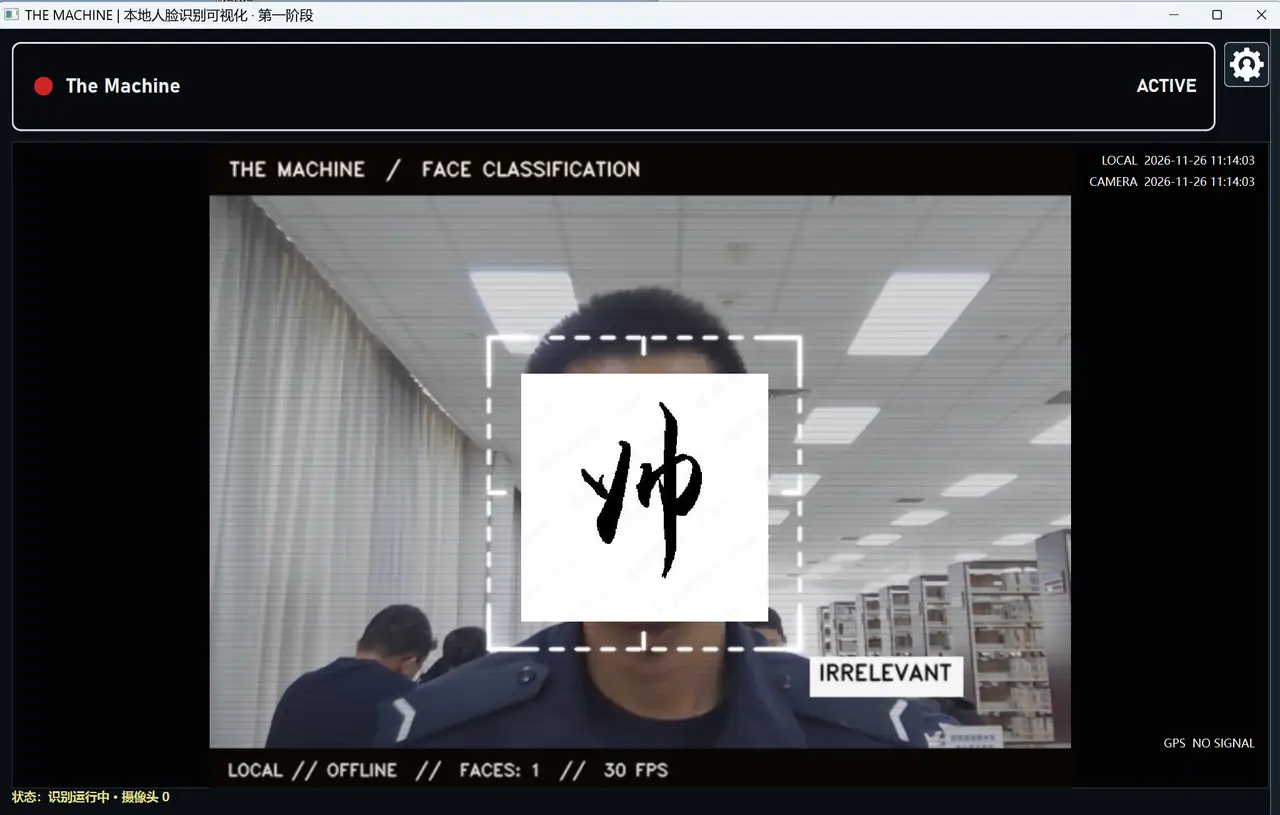 THE MACHINE | 本地人脸识别可视化 · 第一阶段
The Machine
ACTIVE
THE MACHINE / FACE CLASSIFICATION
LOCAL 2026-11-26 11:14:03
CAMERA 2026-11-26 11:14:03
帅
IRRELEVANT
GPS NO SIGNAL
LOCAL // OFFLINE // FACES: 1 // 30 FPS
状态: 识别运行中 • 摄像头 0